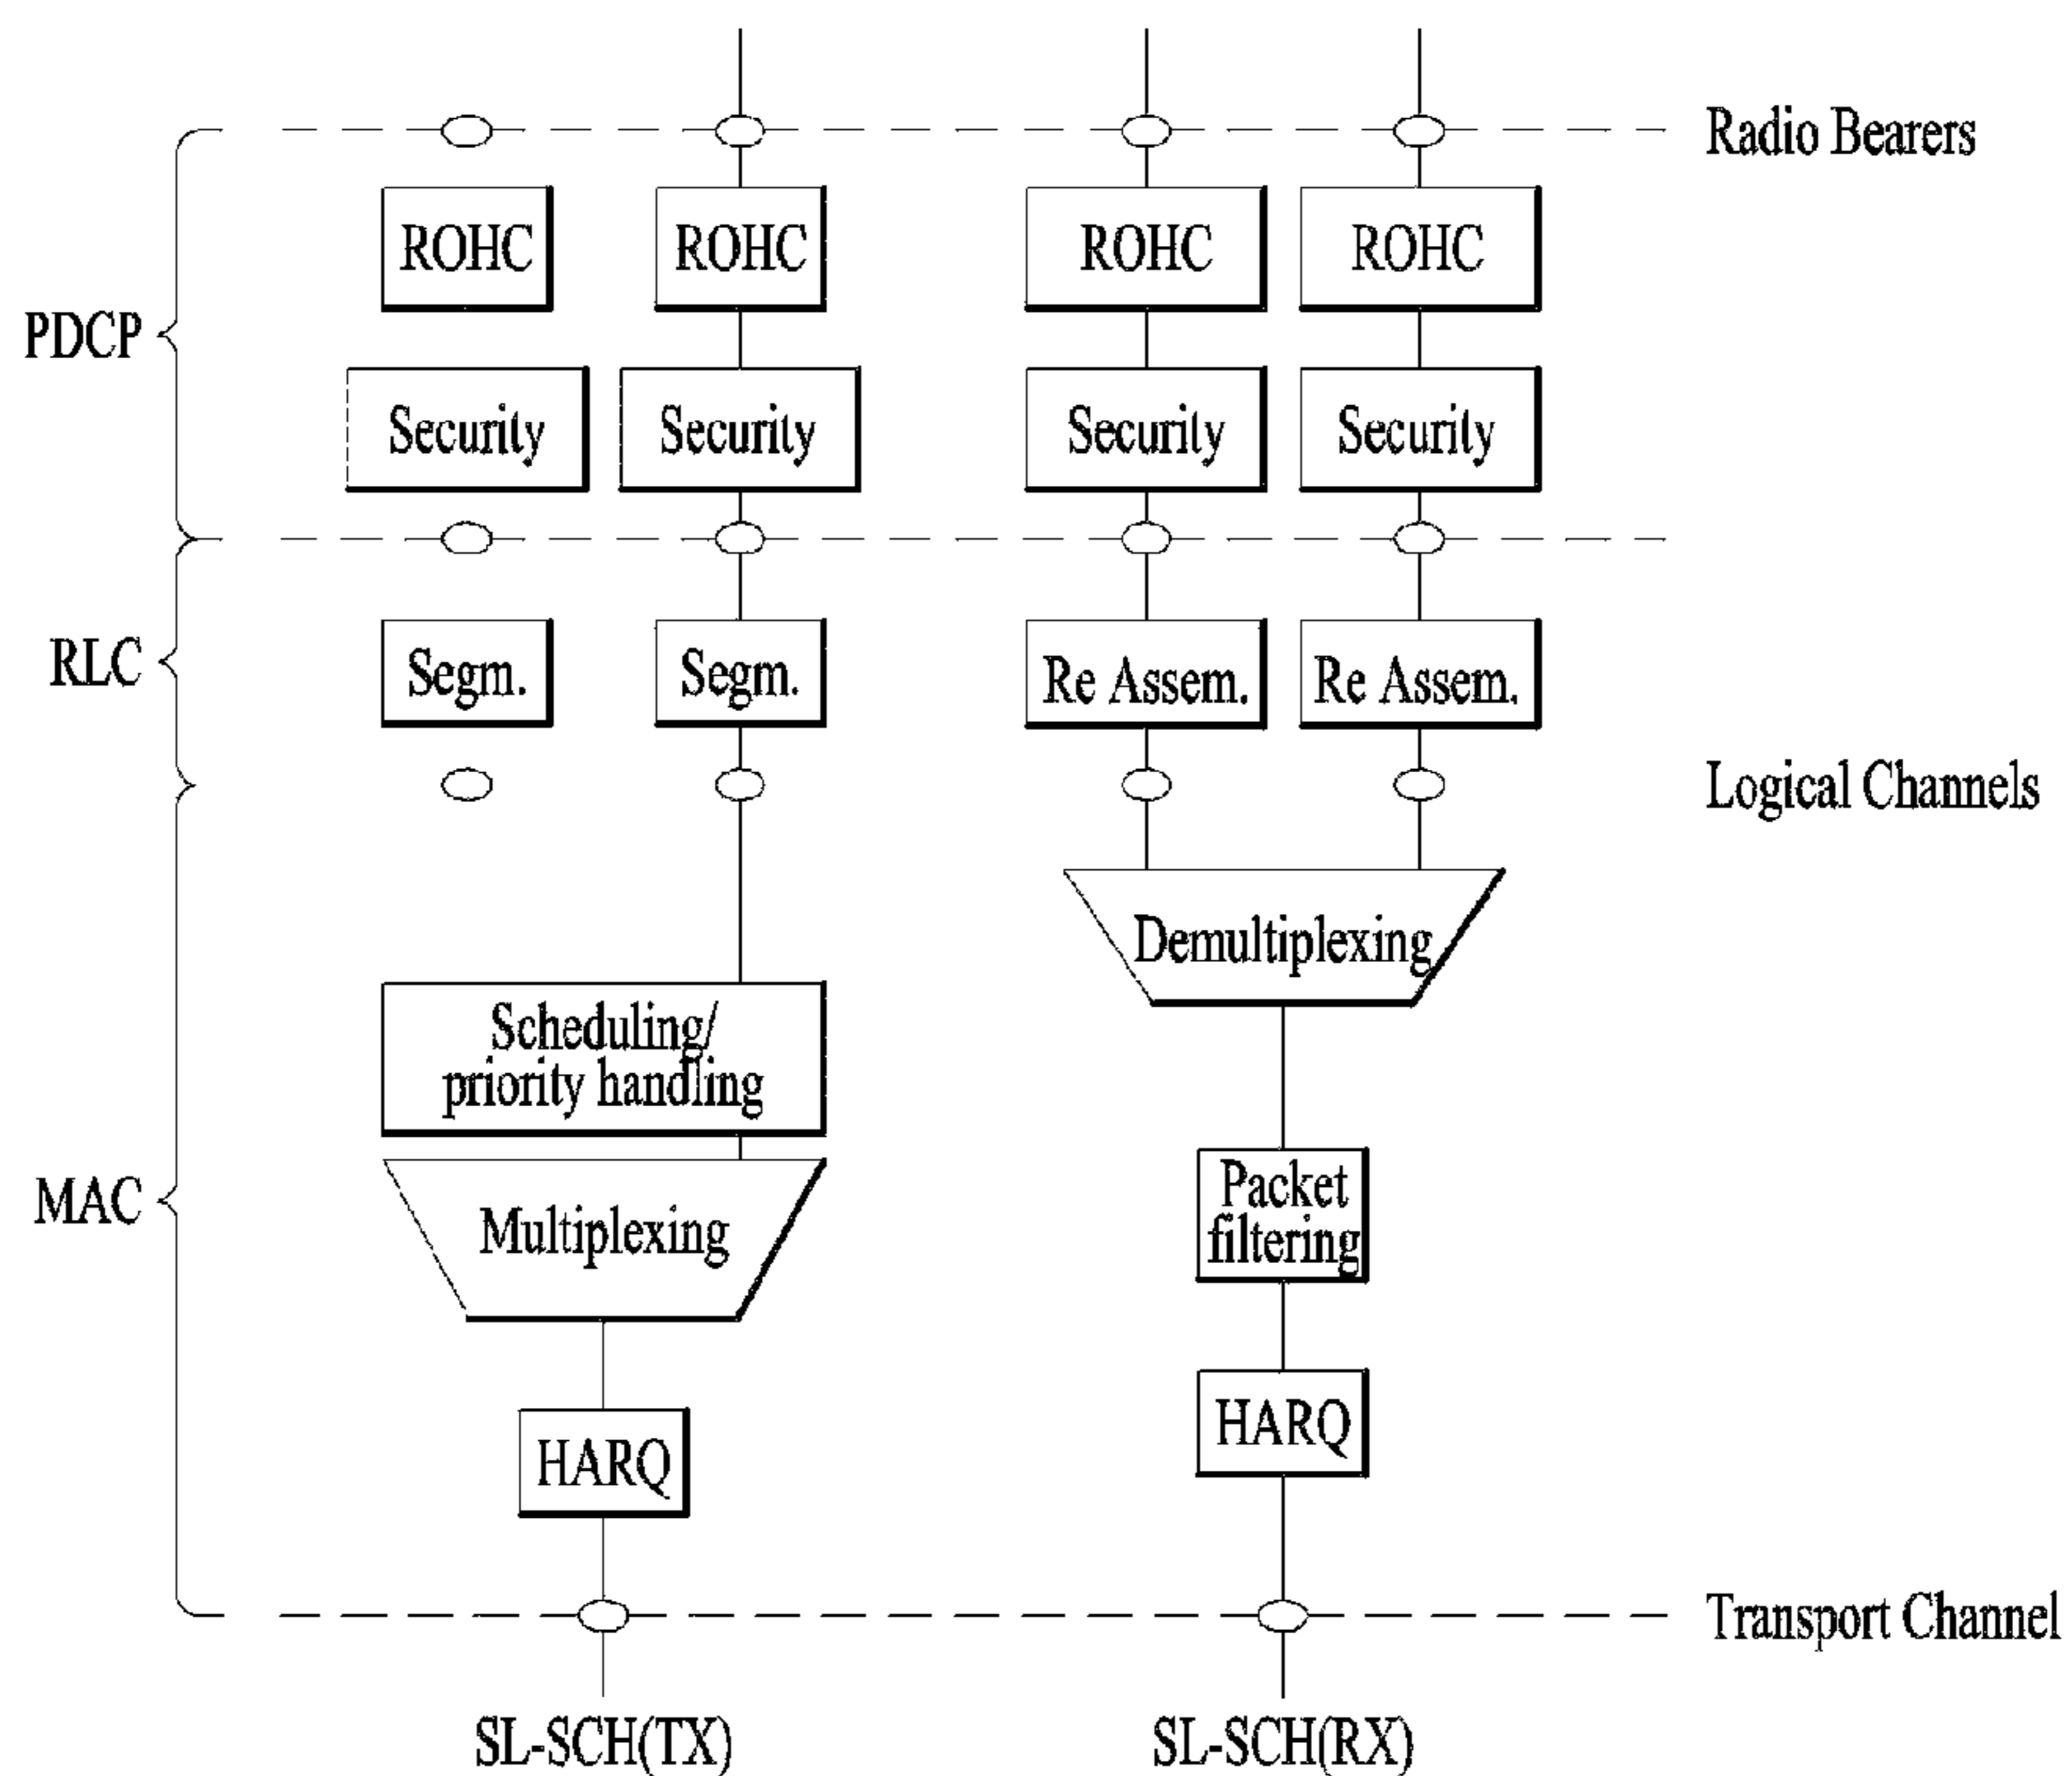 Radio Bearers
ROHC
ROHC
ROHC
ROHC
PDCP
Security
Security
Security
Security
RLC
Segm.
Segm.
Re Assem.
Re Assem.
Logical Channels
Demultiplexing
Scheduling/
priority handling
MAC
Multiplexing
Packet
filtering
HARQ
HARQ
Transport Channel
SL-SCH(TX)
SL-SCH(RX)